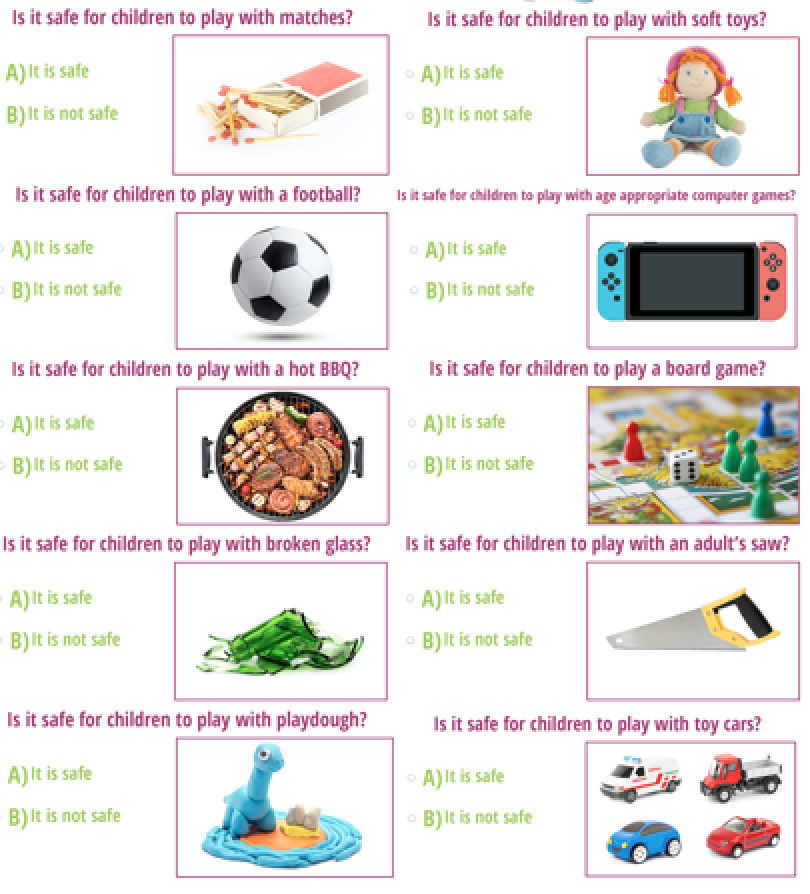 Is it safe for children to play with matches?
A) It is safe
B) It is not safe
Is it safe for children to play with soft toys?
A) It is safe
B) It is not safe
Is it safe for children to play with a football?
A) It is safe
B) It is not safe
Is it safe for children to play with age appropriate computer games?
A) It is safe
B) It is not safe
Is it safe for children to play with a hot BBQ?
A) It is safe
B) It is not safe
Is it safe for children to play a board game?
A) It is safe
B) It is not safe
Is it safe for children to play with broken glass?
A) It is safe
B) It is not safe
Is it safe for children to play with an adult's saw?
A) It is safe
B) It is not safe
Is it safe for children to play with playdough?
A) It is safe
B) It is not safe
Is it safe for children to play with toy cars?
A) It is safe
B) It is not safe